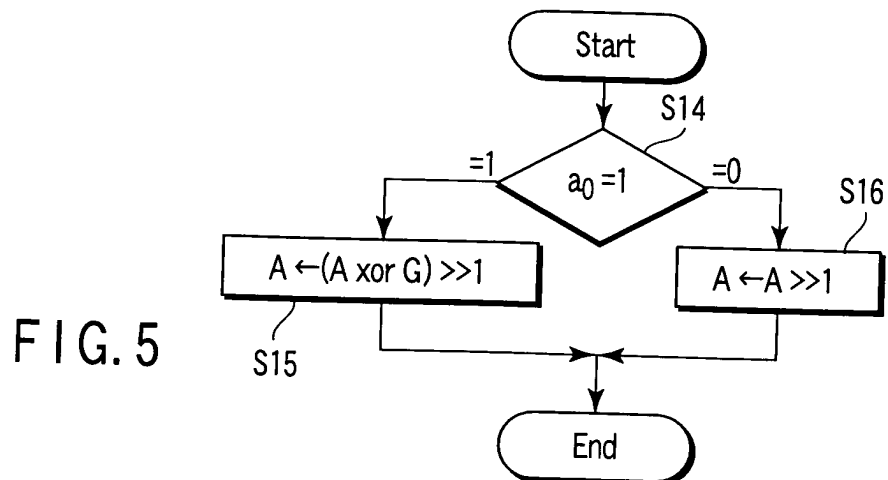 Start
S14
=1
a₀ =1
=0
S16
A ←(A xor G) >>1
A ←A >>1
FIG. 5
S15
End